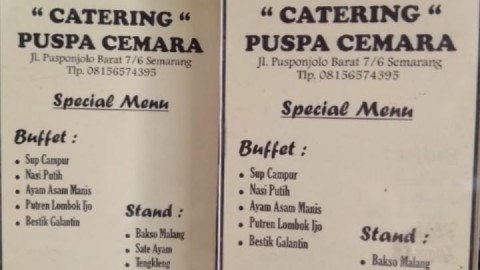 “ CATERING “
PUSPA CEMARA
Jl. Pusponjolo Barat 7/6 Semarang
Tlp. 08156574395
Special Menu
Buffet :
• Sup Campur
• Nasi Putih
• Ayam Asam Manis
• Putren Lombok Ijo
• Bestik Galantin
Stand :
• Bakso Malang
• Sate Ayam
• Tengkleng
“ CATERING “
PUSPA CEMARA
Jl. Pusponjolo Barat 7/6 Semarang
Tlp. 08156574395
Special Menu
Buffet :
• Sup Campur
• Nasi Putih
• Ayam Asam Manis
• Putren Lombok Ijo
• Bestik Galantin
Stand :
• Bakso Malang